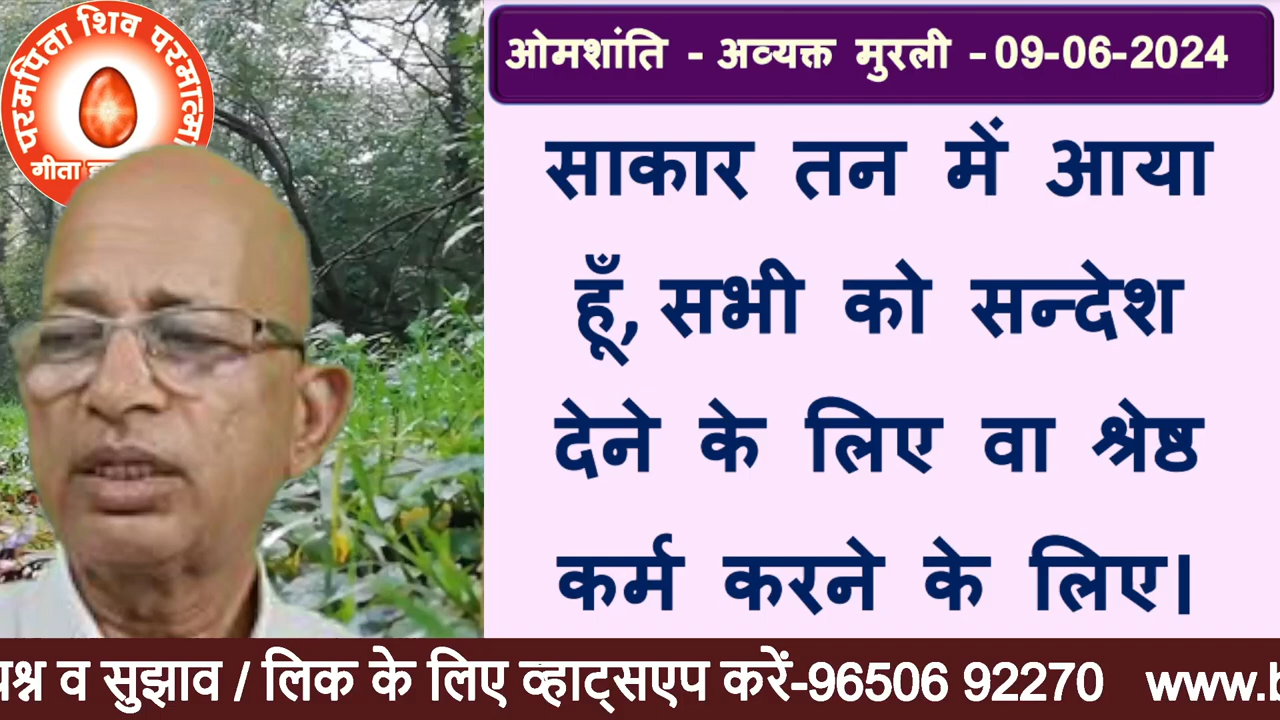 परमपिता शिव परमात्मा
गीता
ओमशांति - अव्यक्त मुरली - 09-06-2024
साकार तन में आया
हूँ, सभी को सन्देश
देने के लिए वा श्रेष्ठ
कर्म करने के लिए।
व सुझाव / लिंक के लिए व्हाट्सएप करें-96506 92270 www.b